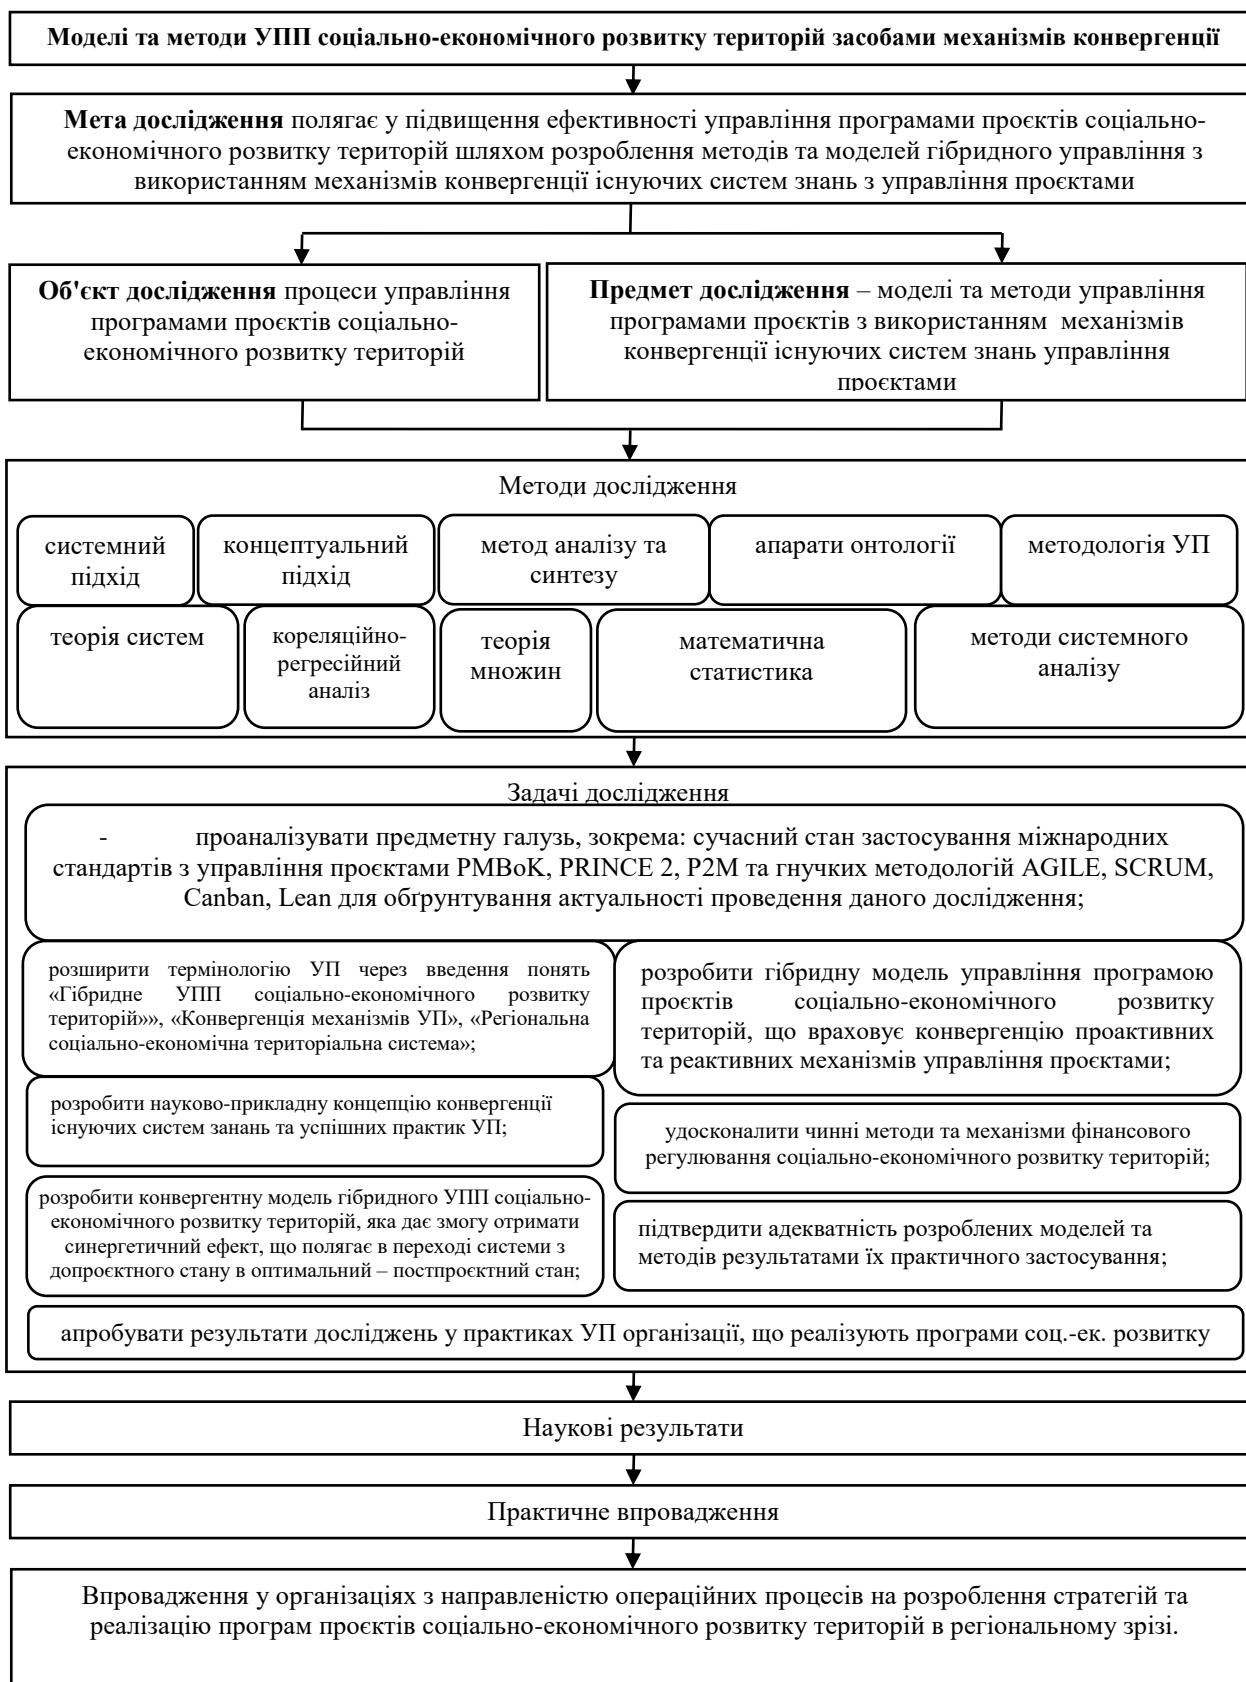 Моделі та методи УПП соціально-економічного розвитку територій засобами механізмів конвергенції
Мета дослідження полягає у підвищення ефективності управління програмами проєктів соціально-
економічного розвитку територій шляхом розроблення методів та моделей гібридного управління з
використанням механізмів конвергенції існуючих систем знань з управління проєктами
Об'єкт дослідження процеси управління
програмами проєктів соціально-
економічного розвитку територій
Предмет дослідження – моделі та методи управління
програмами проєктів з використанням механізмів
конвергенції існуючих систем знань управління
проєктами
Методи дослідження
системний
підхід
концептуальний
підхід
метод аналізу та
синтезу
апарати онтології
методологія УП
теорія систем
кореляційно-
регресійний
аналіз
теорія
множин
математична
статистика
методи системного
аналізу
Задачі дослідження
- проаналізувати предметну галузь, зокрема: сучасний стан застосування міжнародних
стандартів з управління проєктами PMBoK, PRINCE 2, P2M та гнучких методологій AGILE, SCRUM,
Canban, Lean для обґрунтування актуальності проведення даного дослідження;
розширити термінологію УП через введення понять
«Гібридне УПП соціально-економічного розвитку
територій»», «Конвергенція механізмів УП», «Регіональна
соціально-економічна територіальна система»;
розробити гібридну модель управління програмою
проєктів соціально-економічного розвитку
територій, що враховує конвергенцію проактивних
та реактивних механізмів управління проєктами;
розробити науково-прикладну концепцію конвергенції
існуючих систем занань та успішних практик УП;
удосконалити чинні методи та механізми фінансового
регулювання соціально-економічного розвитку територій;
розробити конвергентну модель гібридного УПП соціально-
економічного розвитку територій, яка дає змогу отримати
синергетичний ефект, що полягає в переході системи з
допроєктного стану в оптимальний – постпроєктний стан;
підтвердити адекватність розроблених моделей та
методів результатами їх практичного застосування;
апробувати результати досліджень у практиках УП організації, що реалізують програми соц.-ек. розвитку
Наукові результати
Практичне впровадження
Впровадження у організаціях з направленістю операційних процесів на розроблення стратегій та
реалізацію програм проєктів соціально-економічного розвитку територій в регіональному зрізі.